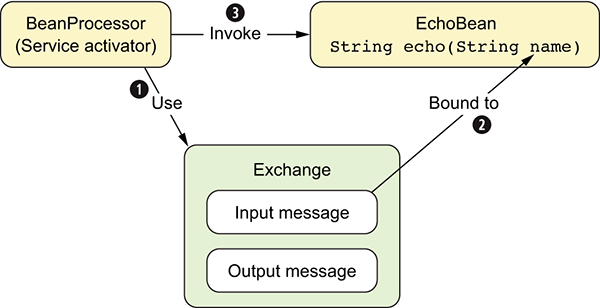 BeanProcessor
(Service activator)
3
Invoke
EchoBean
String echo(String name)
1
Use
Bound to
2
Exchange
Input message
Output message